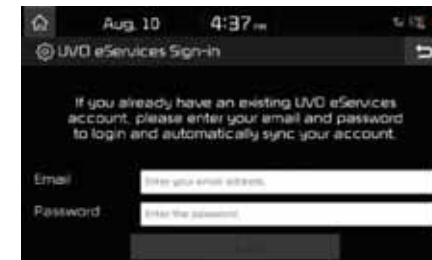 Aug. 10 4:37 PM
UVO eServices Sign-in
If you already have an existing UVO eServices
account, please enter your email and password
to login and automatically sync your account.
Email
Enter your email address.
Password
Enter the password.